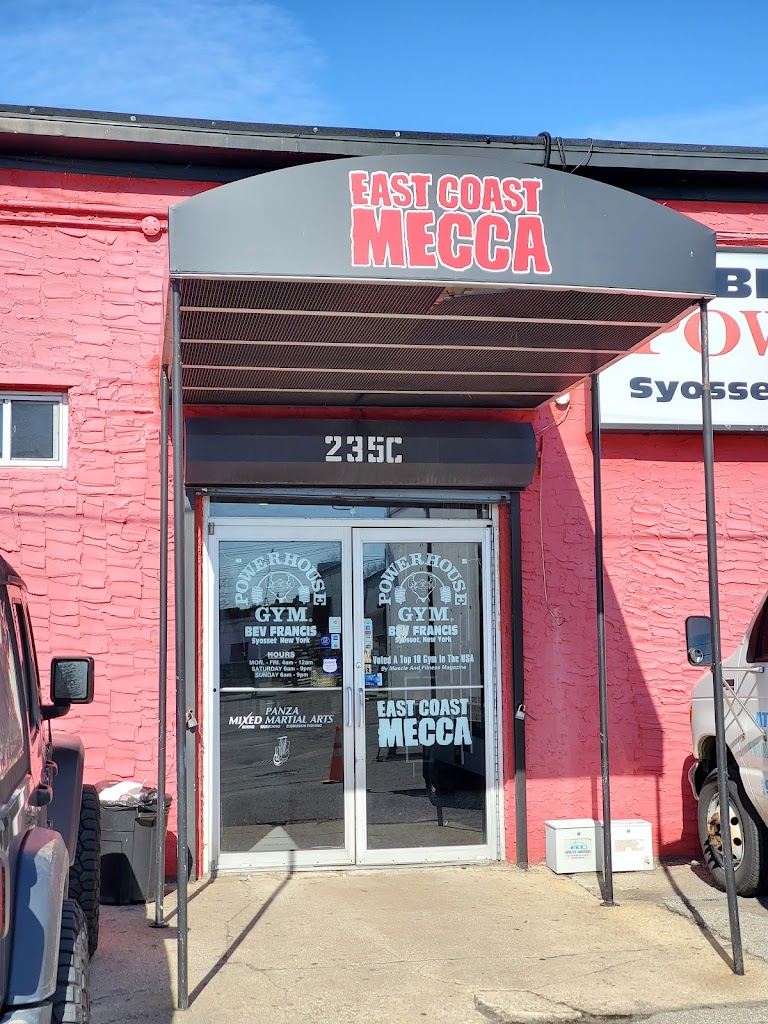 EAST COAST
MECCA
POW
Syosse
235C
POWERHOUSE
GYM
BEV FRANCIS
Syosset New York
HOURS
MON. - FRI. 4am - 12am
SATURDAY 6am - 9pm
SUNDAY 6am - 9pm
PANZA
MIXED MARTIAL ARTS
POWERHOUSE
GYM
BEV FRANCIS
Syosset New York
Voted A Top 10 Gym In The USA
By Muscle And Fitness Magazine
EAST COAST
MECCA
ECL